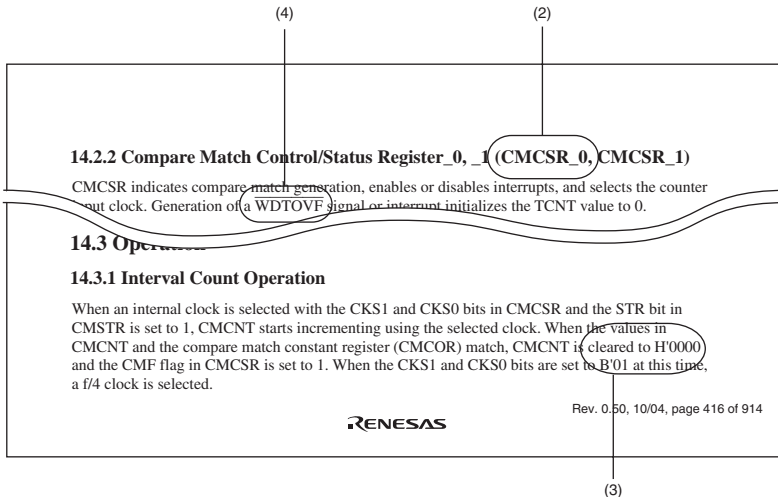 (4) (2)
14.2.2 Compare Match Control/Status Register_0, _1 (CMCSR_0, CMCSR_1)
CMCSR indicates compare match generation, enables or disables interrupts, and selects the counter
input clock. Generation of a WDTOVF signal or interrupt initializes the TCNT value to 0.
14.3 Operation
14.3.1 Interval Count Operation
When an internal clock is selected with the CKS1 and CKS0 bits in CMCSR and the STR bit in
CMSTR is set to 1, CMCNT starts incrementing using the selected clock. When the values in
CMCNT and the compare match constant register (CMCOR) match, CMCNT is cleared to H'0000
and the CMF flag in CMCSR is set to 1. When the CKS1 and CKS0 bits are set to B'01 at this time,
a f/4 clock is selected.
Rev. 0.50, 10/04, page 416 of 914
RENESAS
(3)